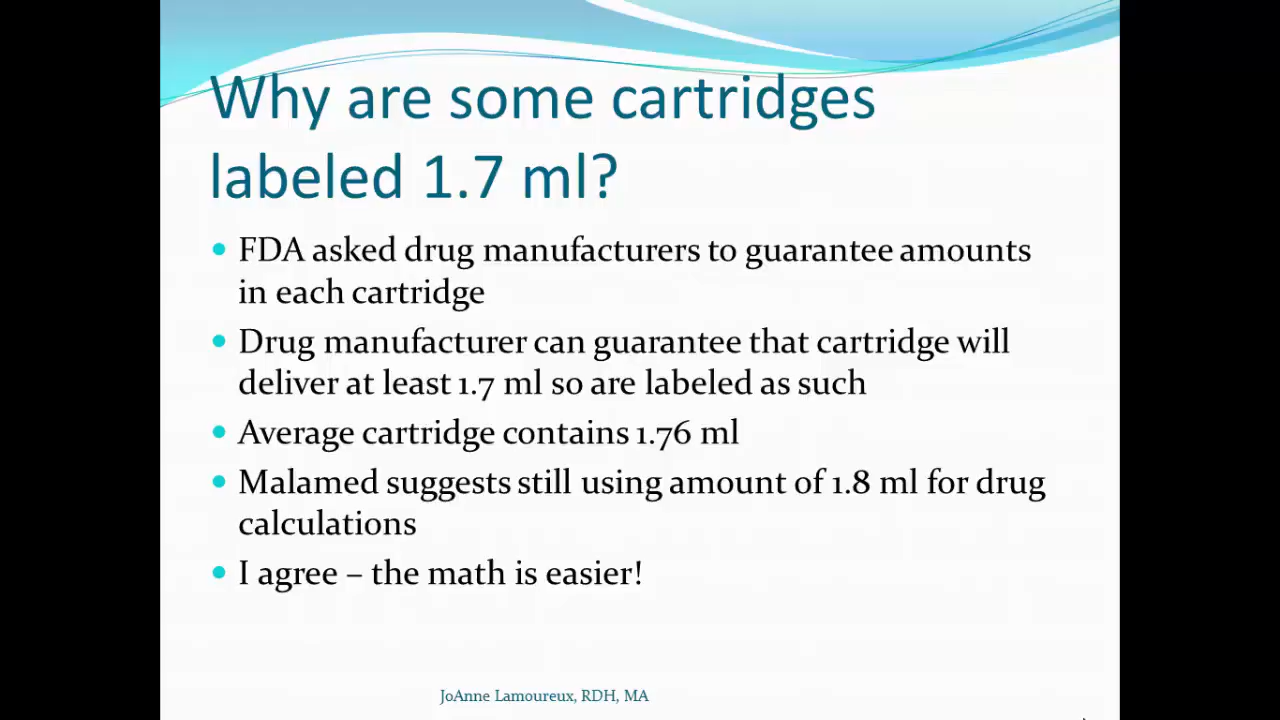 Why are some cartridges
labeled 1.7 ml?
• FDA asked drug manufacturers to guarantee amounts
in each cartridge
• Drug manufacturer can guarantee that cartridge will
deliver at least 1.7 ml so are labeled as such
• Average cartridge contains 1.76 ml
• Malamed suggests still using amount of 1.8 ml for drug
calculations
• I agree – the math is easier!
JoAnne Lamoureux, RDH, MA